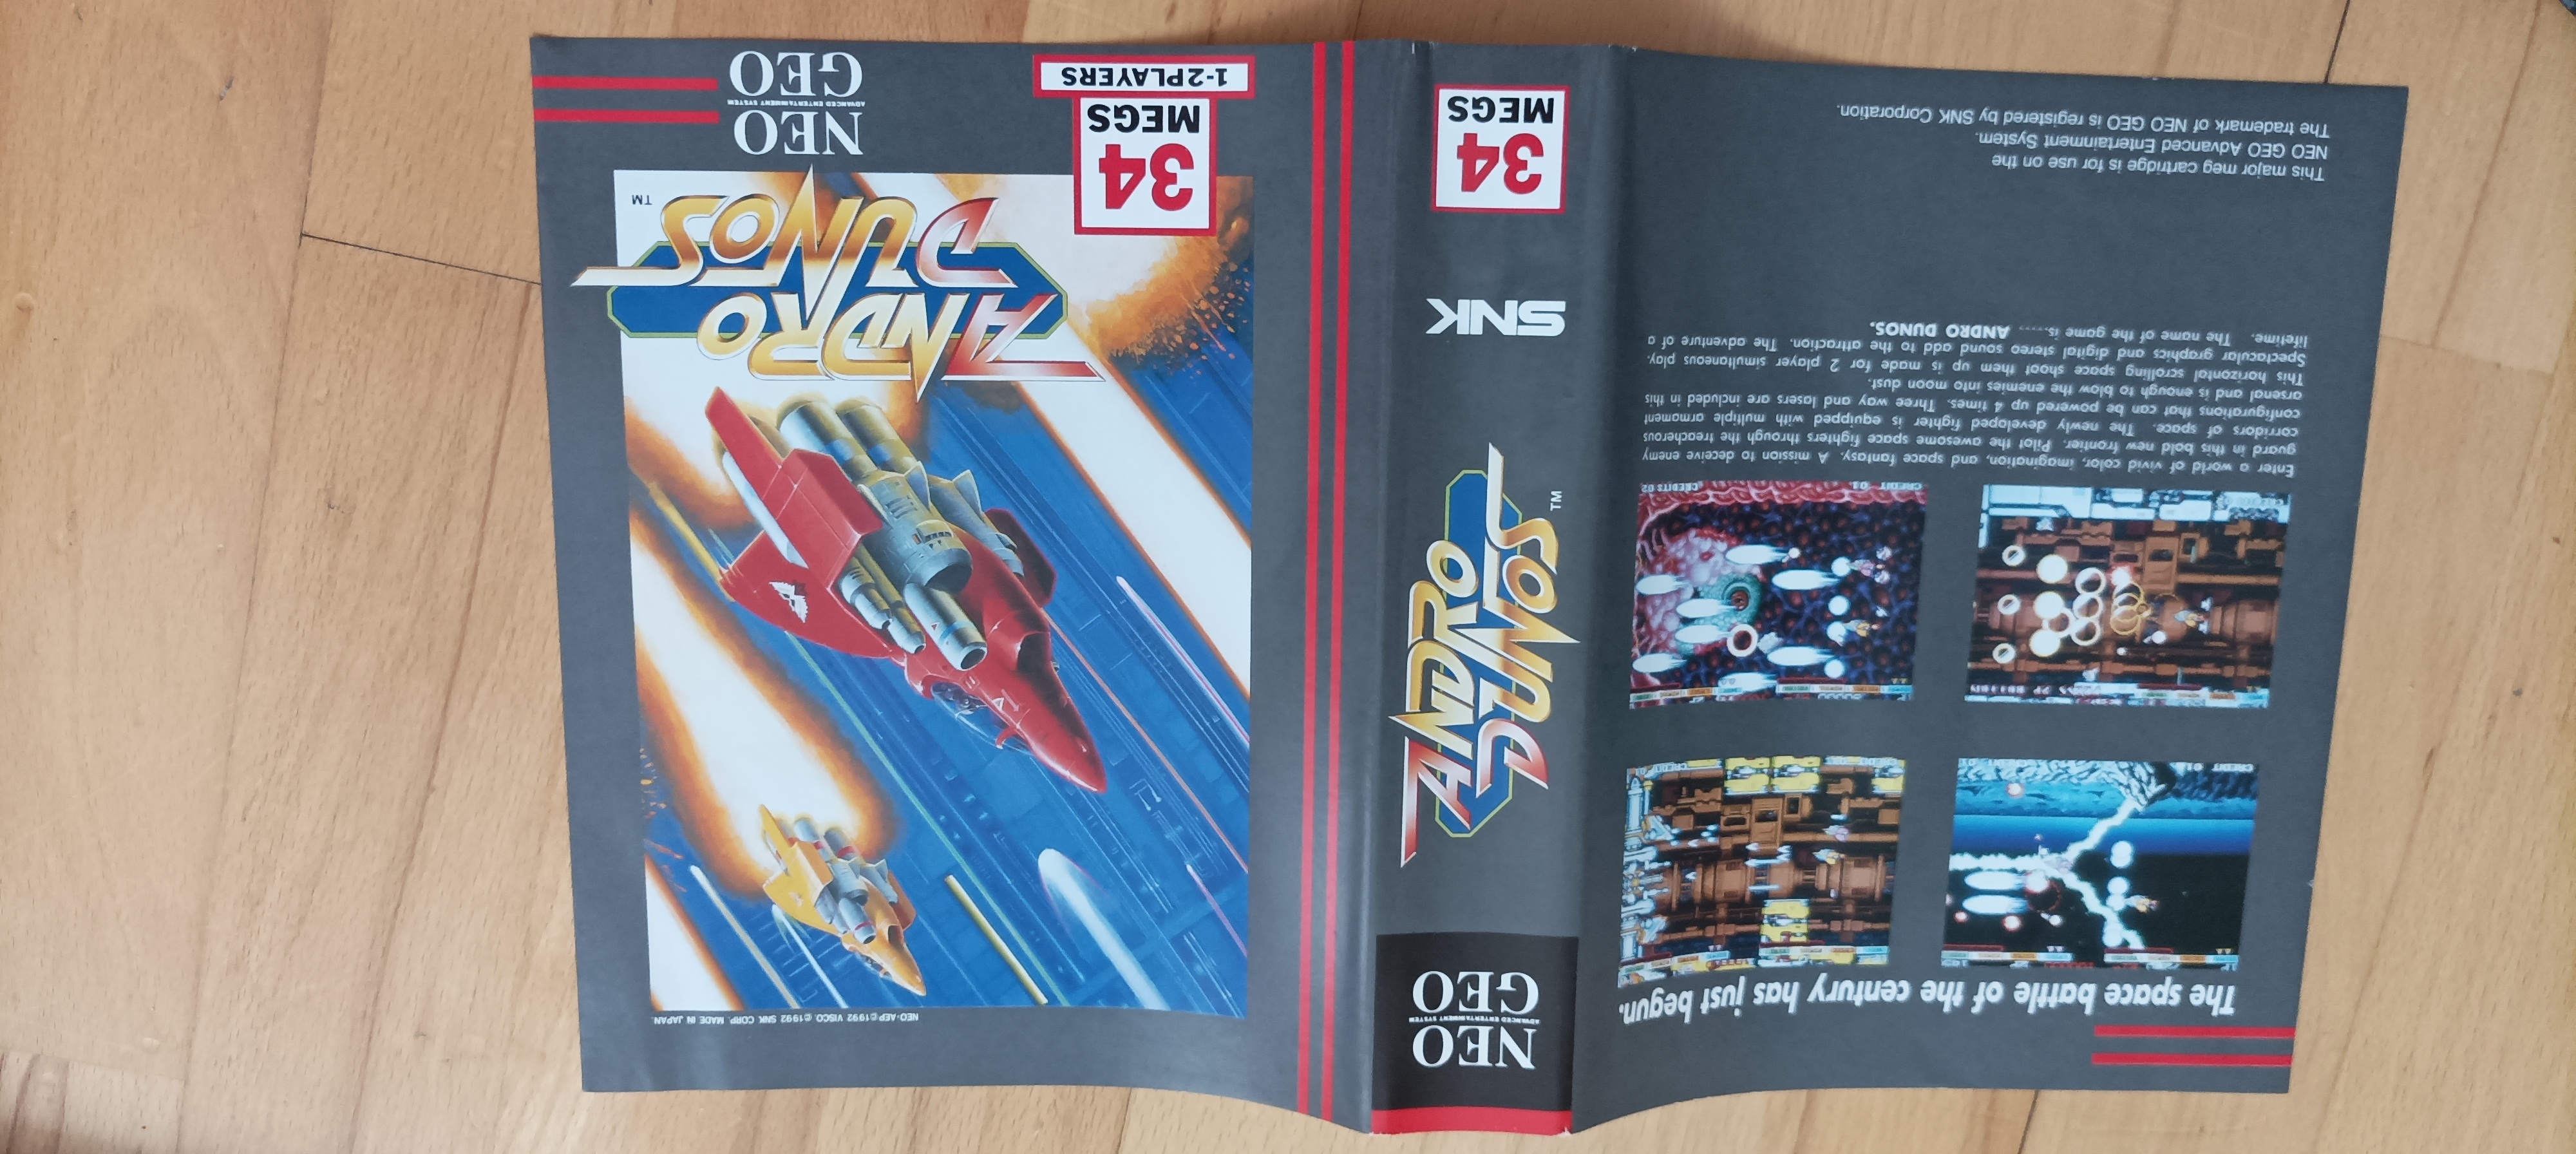 The space battle of the century has just begun.
CREDIT 01
CREDIT 01
CREDITS 02
Enter a world of vivid color, imagination, and space fantasy. A mission to deceive enemy
guard in this bold new frontier. Pilot the awesome space fighters through the treacherous
corridors of space. The newly developed fighter is equipped with multiple armament
configurations that can be powered up 4 times. Three way and lasers are included in this
arsenal and is enough to blow the enemies into moon dust.
This horizontal scrolling space shoot them up is made for 2 player simultaneous play.
Spectacular graphics and digital stereo sound add to the attraction. The adventure of a
lifetime. The name of the game is..... ANDRO DUNOS.
This major meg cartridge is for use on the
NEO GEO Advanced Entertainment System.
The trademark of NEO GEO is registered by SNK Corporation.
NEO
ADVANCED ENTERTAINMENT SYSTEM
GEO
ANDRO
DUNOS
TM
SNK
34
MEGS
NEO-AEP©1992 VISCO.©1992 SNK CORP. MADE IN JAPAN.
ANDRO
DUNOS
TM
34
MEGS
1-2PLAYERS
NEO
ADVANCED ENTERTAINMENT SYSTEM
GEO